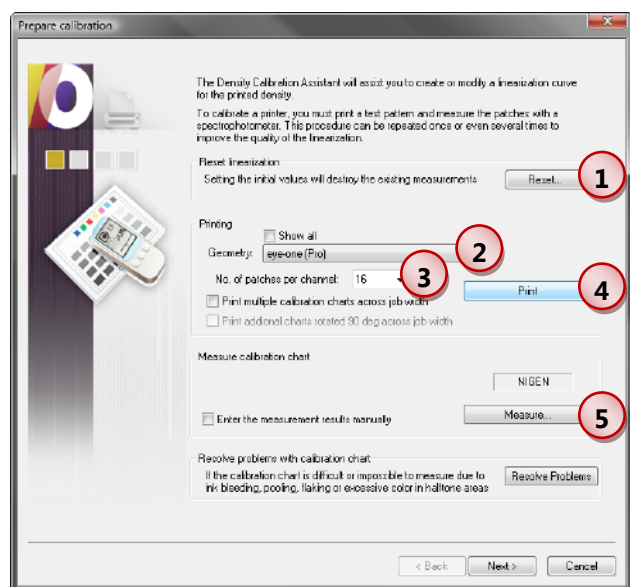 Prepare calibration
The Density Calibration Assistant will assist you to create or modify a linearization curve
for the printed density.
To calibrate a printer, you must print a test pattern and measure the patches with a
spectrophotometer. This procedure can be repeated once or even several times to
improve the quality of the linearization.
Reset linearization
Setting the initial values will destroy the existing measurements
Reset...
1
Printing
Show all
Geometry: eye-one (Pro)
2
No. of patches per channel: 16
3
Print
4
Print multiple calibration charts across job width
Print addional charts rotated 90 deg across job width
Measure calibration chart
NIGEN
Enter the measurement results manually
Measure...
5
Resolve problems with calibration chart
If the calibration chart is difficult or impossible to measure due to
ink bleeding, pooling, flaking or excessive color in halftone areas
Resolve Problems
< Back
Next >
Cancel